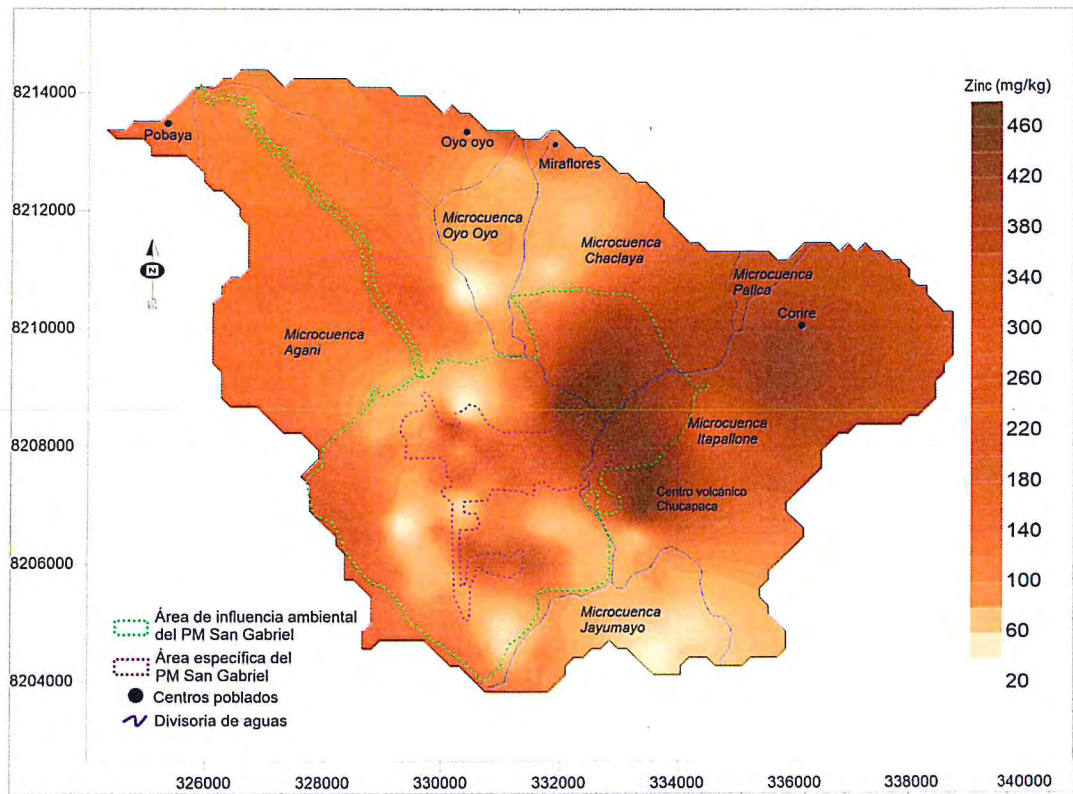 Zinc (mg/kg)
460
420
380
340
300
260
220
180
140
100
60
20
8214000
8212000
8210000
8208000
8206000
8204000
Pobaya
Oyo oyo
Miraflores
Microcuenca
Oyo Oyo
Microcuenca
Chaclaya
Microcuenca
Pallca
Corire
Microcuenca
Agani
Microcuenca
Itapallone
Centro volcánico
Chucapaca
Microcuenca
Jayumayo
N
Área de influencia ambiental
del PM San Gabriel
Área específica del
PM San Gabriel
Centros poblados
Divisoria de aguas
326000 328000 330000 332000 334000 336000 338000 340000